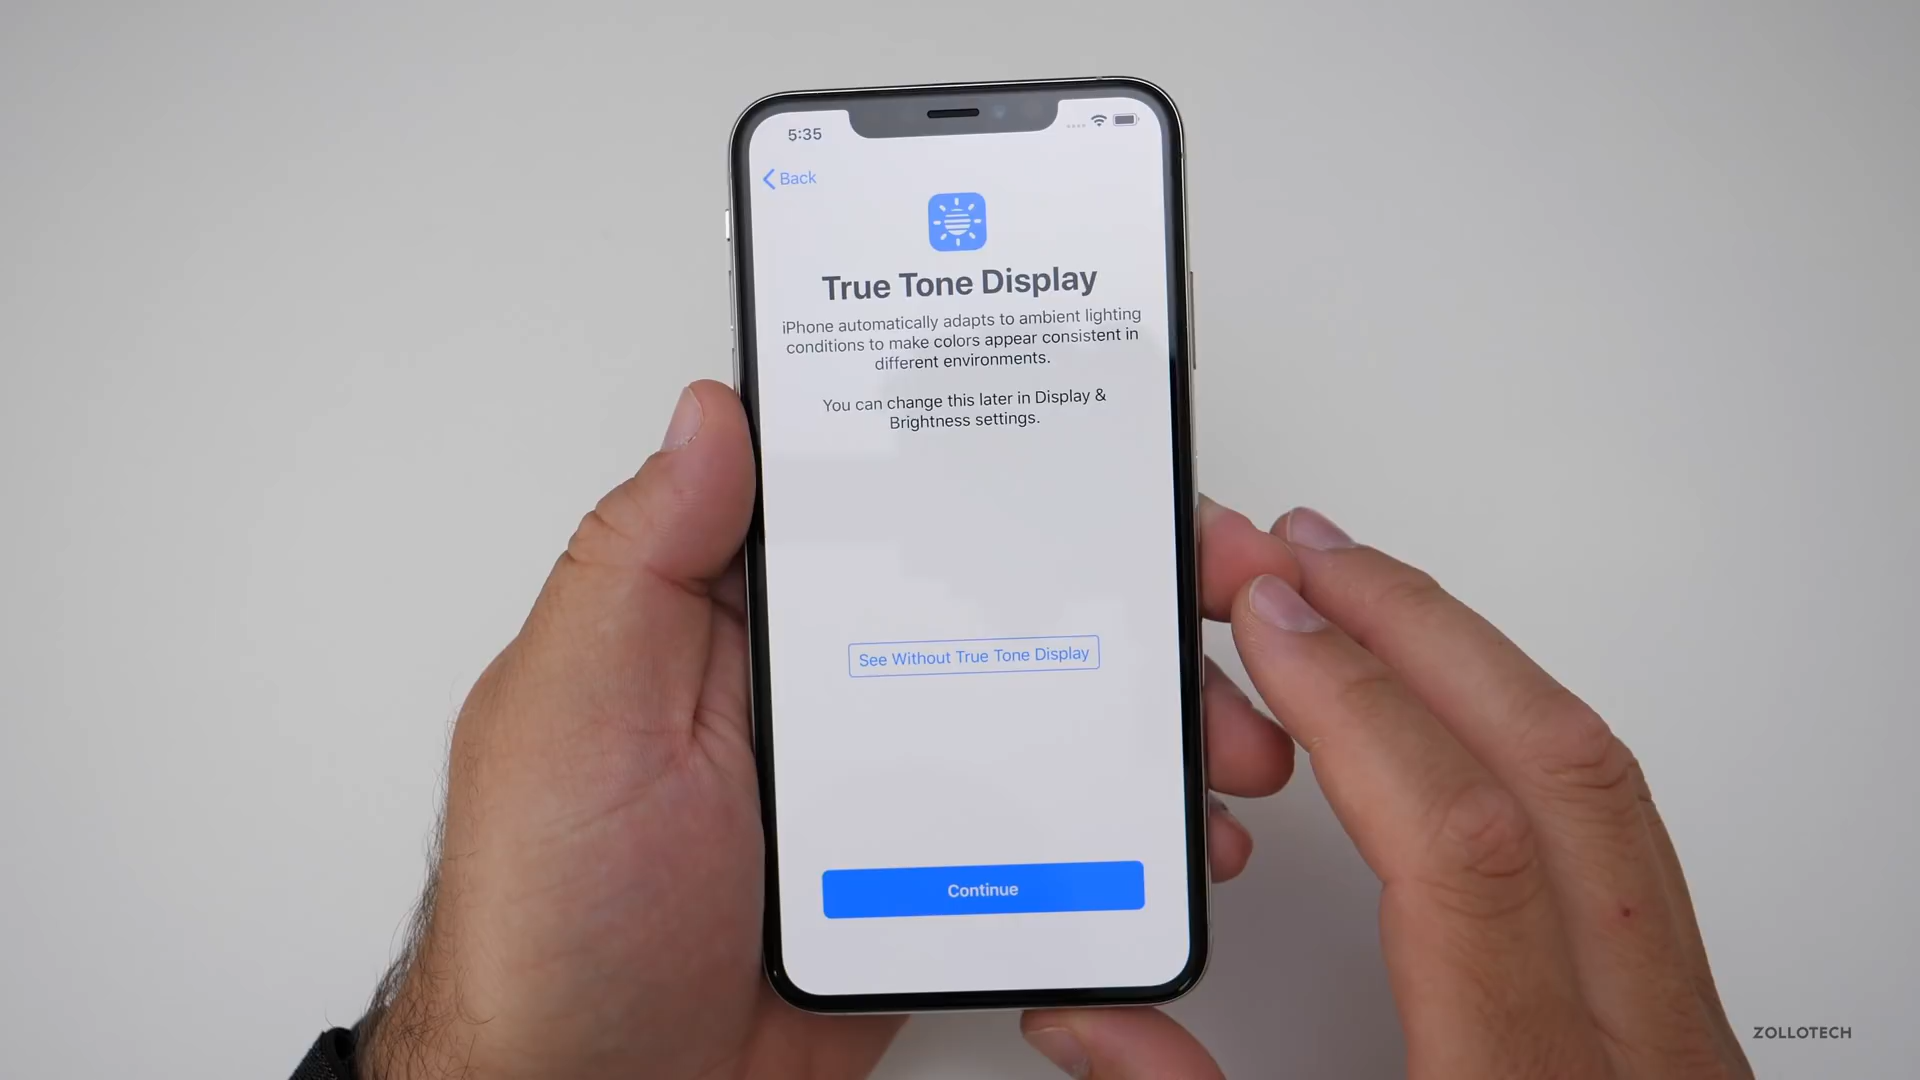 5:35
Back
True Tone Display
iPhone automatically adapts to ambient lighting
conditions to make colors appear consistent in
different environments.
You can change this later in Display &
Brightness settings.
See Without True Tone Display
Continue
ZOLLOTECH